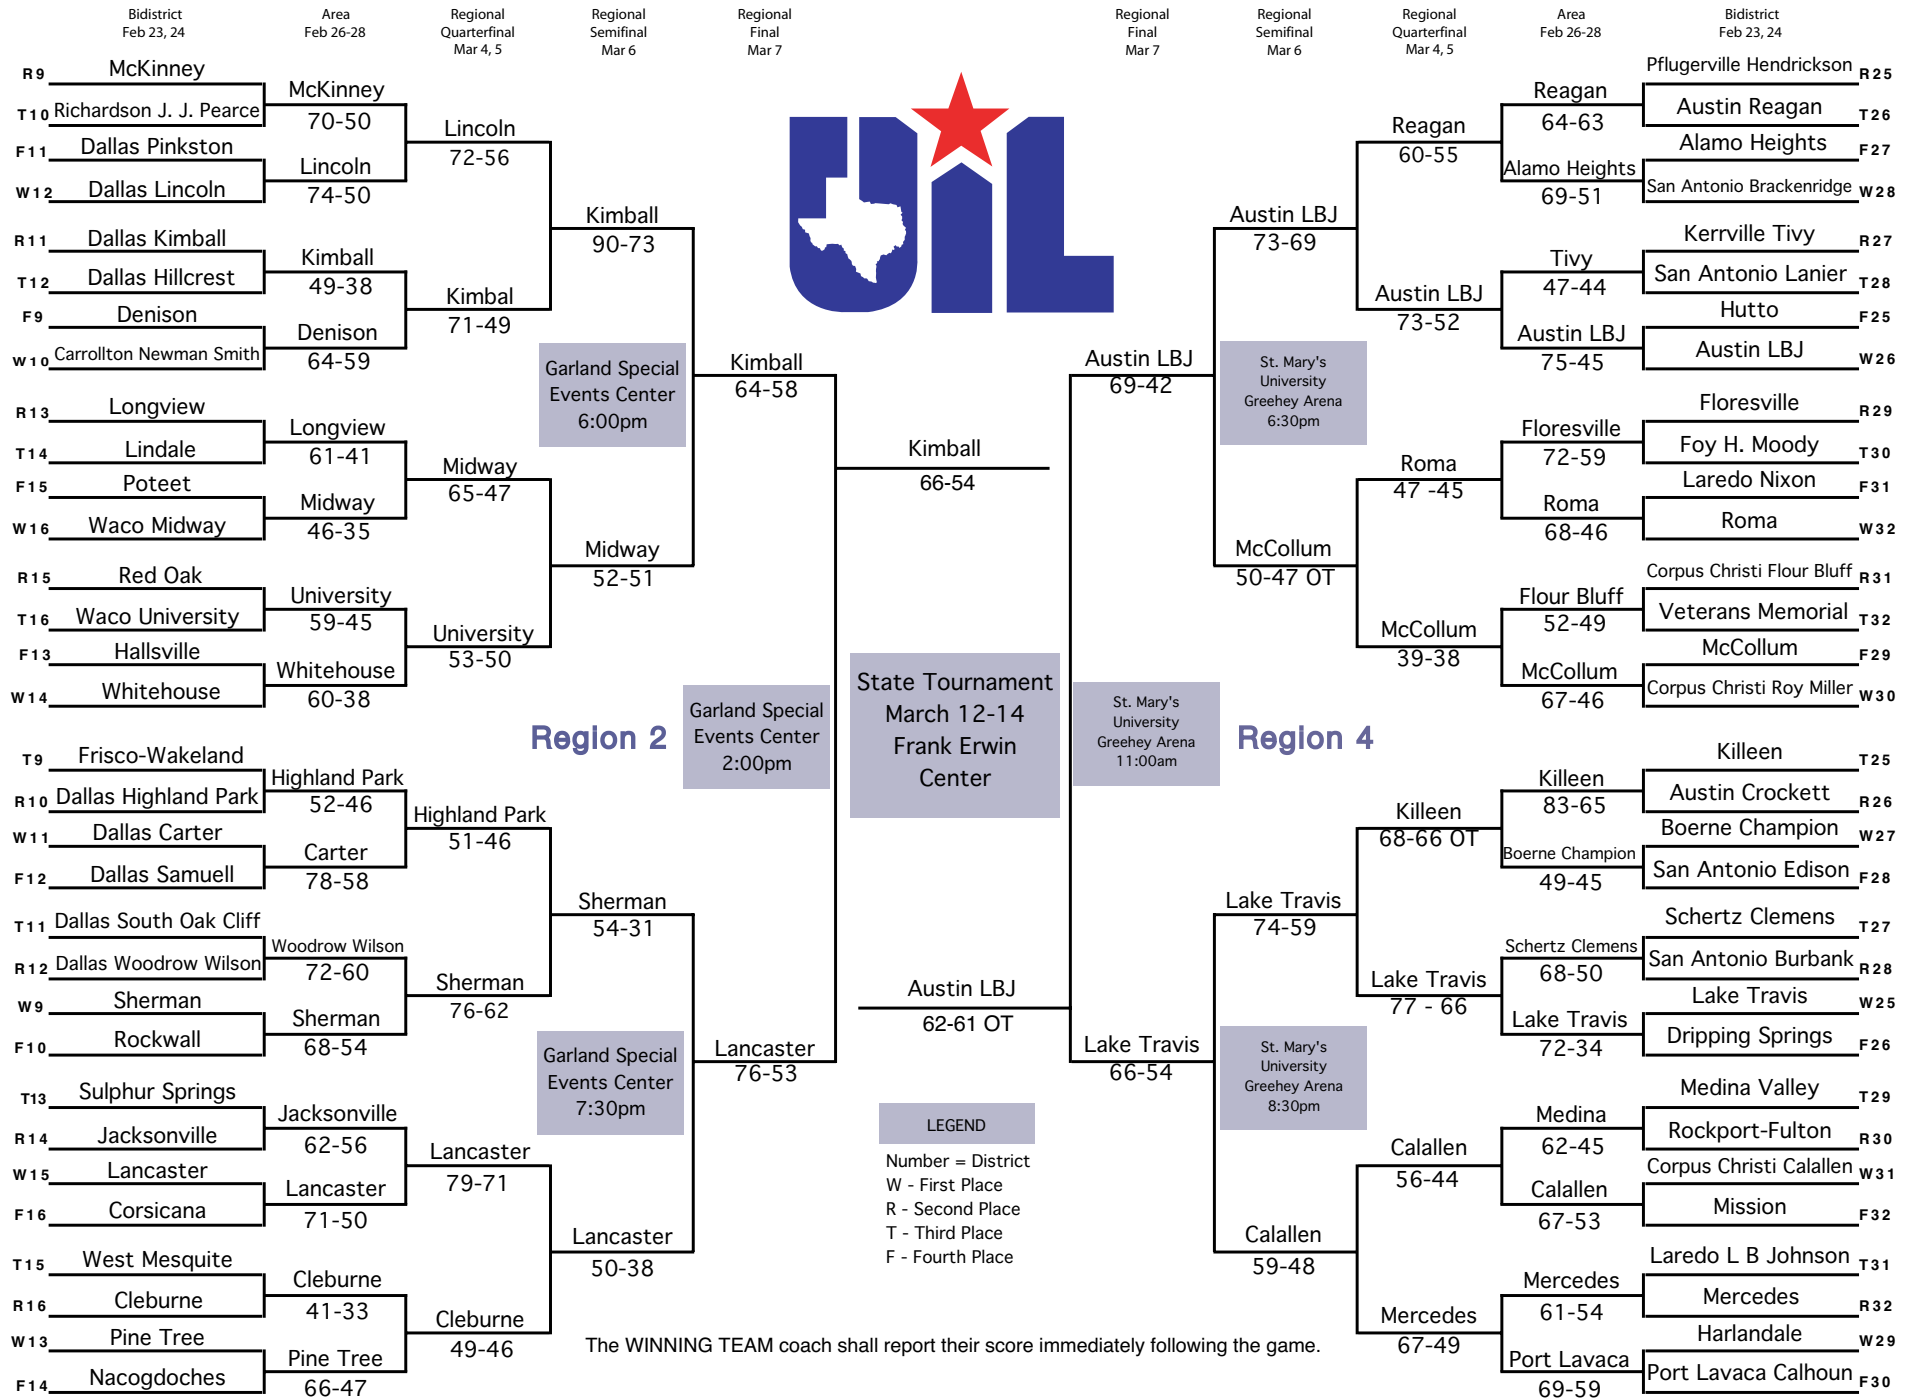 Bidistrict
Feb 23, 24
Area
Feb 26-28
Regional
Quarterfinal
Mar 4, 5
Regional
Semifinal
Mar 6
Regional
Final
Mar 7
Regional
Final
Mar 7
Regional
Semifinal
Mar 6
Regional
Quarterfinal
Mar 4, 5
Area
Feb 26-28
Bidistrict
Feb 23, 24
R9 McKinney
T10 Richardson J. J. Pearce
F11 Dallas Pinkston
W12 Dallas Lincoln
R11 Dallas Kimball
T12 Dallas Hillcrest
F9 Denison
W10 Carrollton Newman Smith
R13 Longview
T14 Lindale
F15 Poteet
W16 Waco Midway
R15 Red Oak
T16 Waco University
F13 Hallsville
W14 Whitehouse
T9 Frisco-Wakeland
R10 Dallas Highland Park
W11 Dallas Carter
F12 Dallas Samuell
T11 Dallas South Oak Cliff
R12 Dallas Woodrow Wilson
W9 Sherman
F10 Rockwall
T13 Sulphur Springs
R14 Jacksonville
W15 Lancaster
F16 Corsicana
T15 West Mesquite
R16 Cleburne
W13 Pine Tree
F14 Nacogdoches
McKinney
70-50
Lincoln
74-50
Kimball
49-38
Denison
64-59
Longview
61-41
Midway
46-35
University
59-45
Whitehouse
60-38
Highland Park
52-46
Carter
78-58
Woodrow Wilson
72-60
Sherman
68-54
Jacksonville
62-56
Lancaster
71-50
Cleburne
41-33
Pine Tree
66-47
Lincoln
72-56
Kimbal
71-49
Midway
65-47
University
53-50
Highland Park
51-46
Sherman
76-62
Lancaster
79-71
Cleburne
49-46
Kimball
90-73
Garland Special
Events Center
6:00pm
Midway
52-51
Region 2
Sherman
54-31
Garland Special
Events Center
7:30pm
Lancaster
50-38
Kimball
64-58
Garland Special
Events Center
2:00pm
Lancaster
76-53
UIL
Kimball
66-54
State Tournament
March 12-14
Frank Erwin
Center
Austin LBJ
62-61 OT
LEGEND
Number = District
W - First Place
R - Second Place
T - Third Place
F - Fourth Place
The WINNING TEAM coach shall report their score immediately following the game.
Austin LBJ
69-42
St. Mary's
University
Greehey Arena
11:00am
Lake Travis
66-54
Austin LBJ
73-69
St. Mary's
University
Greehey Arena
6:30pm
McCollum
50-47 OT
Region 4
Lake Travis
74-59
St. Mary's
University
Greehey Arena
8:30pm
Calallen
59-48
Reagan
60-55
Austin LBJ
73-52
Roma
47 -45
McCollum
39-38
Killeen
68-66 OT
Lake Travis
77 - 66
Calallen
56-44
Mercedes
67-49
Reagan
64-63
Alamo Heights
69-51
Tivy
47-44
Austin LBJ
75-45
Floresville
72-59
Roma
68-46
Flour Bluff
52-49
McCollum
67-46
Killeen
83-65
Boerne Champion
49-45
Schertz Clemens
68-50
Lake Travis
72-34
Medina
62-45
Calallen
67-53
Mercedes
61-54
Port Lavaca
69-59
Pflugerville Hendrickson R25
Austin Reagan T26
Alamo Heights F27
San Antonio Brackenridge W28
Kerrville Tivy R27
San Antonio Lanier T28
Hutto F25
Austin LBJ W26
Floresville R29
Foy H. Moody T30
Laredo Nixon F31
Roma W32
Corpus Christi Flour Bluff R31
Veterans Memorial T32
McCollum F29
Corpus Christi Roy Miller W30
Killeen T25
Austin Crockett R26
Boerne Champion W27
San Antonio Edison F28
Schertz Clemens T27
San Antonio Burbank R28
Lake Travis W25
Dripping Springs F26
Medina Valley T29
Rockport-Fulton R30
Corpus Christi Calallen W31
Mission F32
Laredo L B Johnson T31
Mercedes R32
Harlandale W29
Port Lavaca Calhoun F30